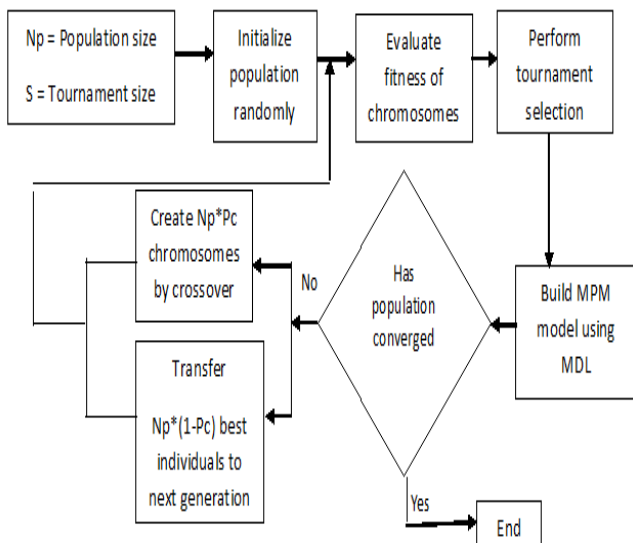 Np = Population size
S = Tournament size
Initialize
population
randomly
Evaluate
fitness of
chromosomes
Perform
tournament
selection
Build MPM
model using
MDL
Has
population
converged
No
Create Np*Pc
chromosomes
by crossover
Transfer
Np*(1-Pc) best
individuals to
next generation
Yes
End